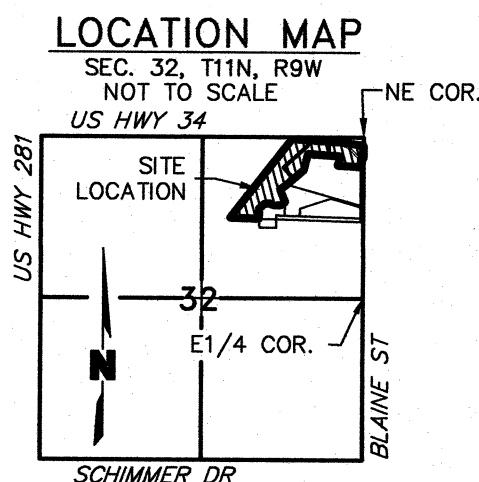 LOCATION MAP
SEC. 32, T11N, R9W
NOT TO SCALE
NE COR.
US HWY 34
US HWY 281
SITE
LOCATION
32
E1/4 COR.
N
BLAINE ST
SCHIMMER DR